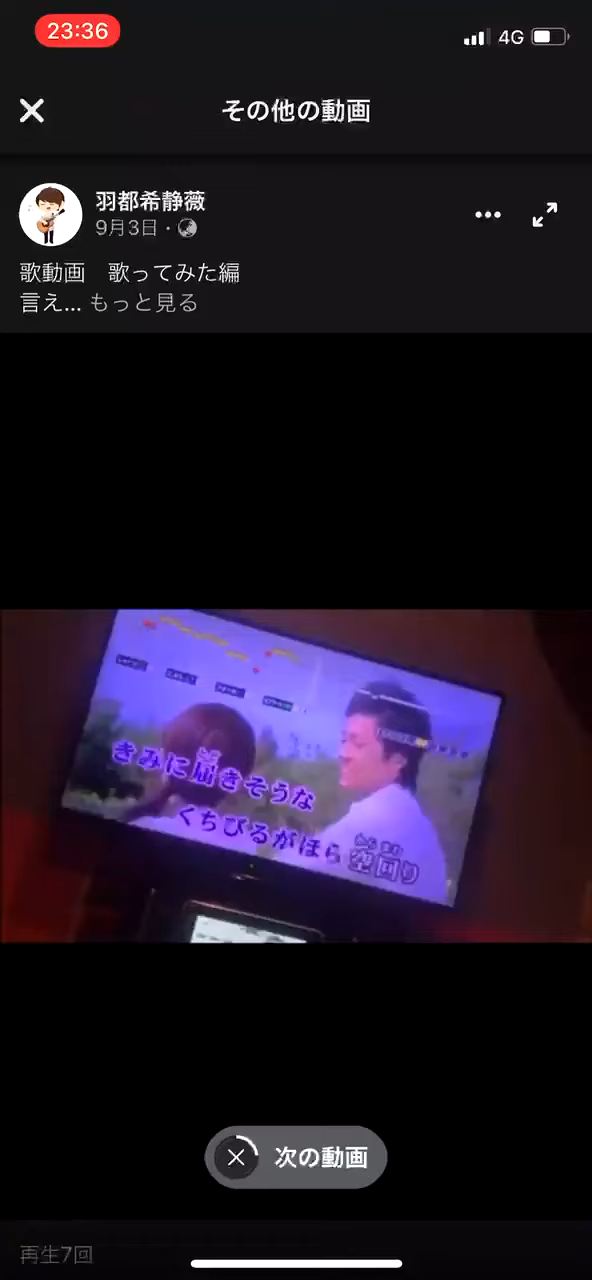 23:36
4G
その他の動画
羽都希静薇
9月3日・
歌動画 歌ってみた編
言え... もっと見る
きみに届きそうな
くちびるがほら空回り
次の動画
再生7回